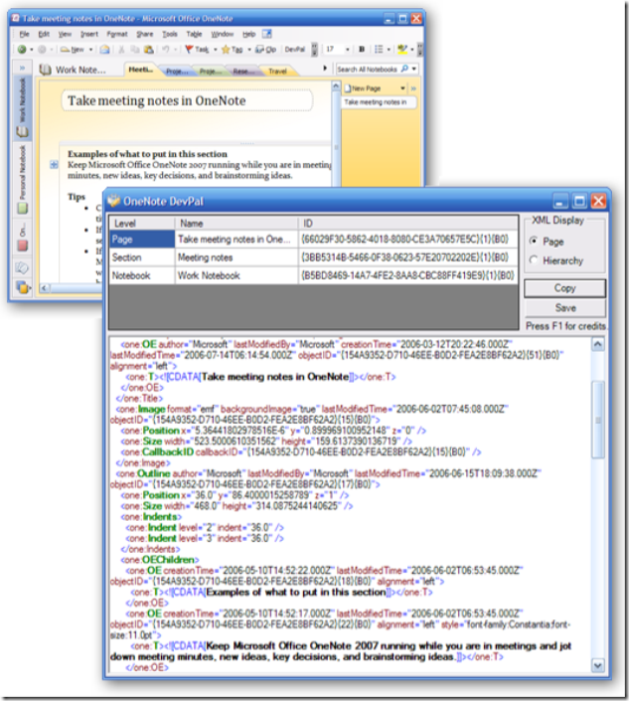 Take meeting notes in OneNote - Microsoft Office OneNote
File Edit View Insert Format Share Tools Table Window Help
New Task Tag Clip DevPal 17 B
Work Note... Meeti... Proje... Proje... Rese... Travel Search All Notebooks
Work Notebook
Personal Notebook
On...
New Page
Take meeting notes in
Take meeting notes in OneNote
Examples of what to put in this section
Keep Microsoft Office OneNote 2007 running while you are in meeting
minutes, new ideas, key decisions, and brainstorming ideas.
Tips
OneNote DevPal
Level Name ID
Page Take meeting notes in One... {66029F30-5862-4018-8080-CE3A70657E5C}{1}{B0}
Section Meeting notes {3BB5314B-5466-0F38-0623-57E20702202E}{1}{B0}
Notebook Work Notebook {B5BD8469-14A7-4FE2-8AA8-CBC88FF419E9}{1}{B0}
XML Display
Page
Hierarchy
Copy
Save
Press F1 for credits.
<one:OE author="Microsoft" lastModifiedBy="Microsoft" creationTime="2006-03-12T20:22:46.000Z"
lastModifiedTime="2006-07-14T06:14:54.000Z" objectID="{154A9352-D710-46EE-B0D2-FEA2E8BF62A2}{51}{B0}"
alignment="left">
<one:T><![CDATA[Take meeting notes in OneNote]]></one:T>
</one:OE>
</one:Title>
<one:Image format="emf" backgroundImage="true" lastModifiedTime="2006-06-02T07:45:08.000Z"
objectID="{154A9352-D710-46EE-B0D2-FEA2E8BF62A2}{15}{B0}">
<one:Position x="5.36441802978516E-6" y="0.899969100952148" z="0" />
<one:Size width="523.5000610351562" height="159.6137390136719" />
<one:CallbackID callbackID="{154A9352-D710-46EE-B0D2-FEA2E8BF62A2}{15}{B0}" />
</one:Image>
<one:Outline author="Microsoft" lastModifiedBy="Microsoft" lastModifiedTime="2006-06-15T18:09:38.000Z"
objectID="{154A9352-D710-46EE-B0D2-FEA2E8BF62A2}{17}{B0}">
<one:Position x="36.0" y="86.4000015258789" z="1" />
<one:Size width="468.0" height="314.0875244140625" />
<one:Indents>
<one:Indent level="2" indent="36.0" />
<one:Indent level="3" indent="36.0" />
</one:Indents>
<one:OEChildren>
<one:OE creationTime="2006-05-10T14:52:22.000Z" lastModifiedTime="2006-06-02T06:53:45.000Z"
objectID="{154A9352-D710-46EE-B0D2-FEA2E8BF62A2}{18}{B0}" alignment="left">
<one:T><![CDATA[Examples of what to put in this section]]></one:T>
</one:OE>
<one:OE creationTime="2006-05-10T14:52:17.000Z" lastModifiedTime="2006-06-02T06:53:45.000Z"
objectID="{154A9352-D710-46EE-B0D2-FEA2E8BF62A2}{22}{B0}" alignment="left" style="font-family:Constantia;font-
size:11.0pt">
<one:T><![CDATA[Keep Microsoft Office OneNote 2007 running while you are in meetings and jot
down meeting minutes, new ideas, key decisions, and brainstorming ideas.]]></one:T>
</one:OE>